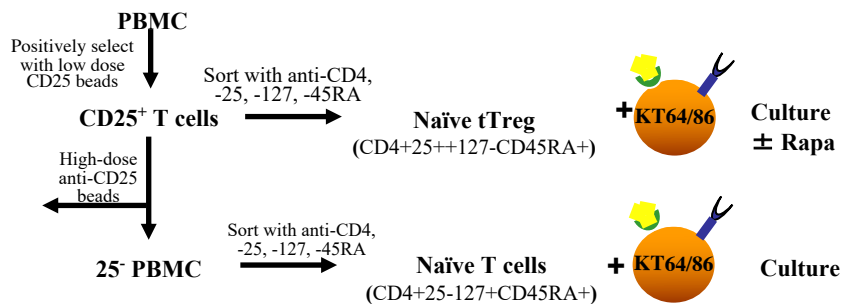 PBMC
Positively select
with low dose
CD25 beads
Sort with anti-CD4,
-25, -127, -45RA
CD25+ T cells
Naïve tTreg
(CD4+25++127-CD45RA+)
+
KT64/86
Culture
± Rapa
High-dose
anti-CD25
beads
Sort with anti-CD4,
-25, -127, -45RA
25- PBMC
Naïve T cells
(CD4+25-127+CD45RA+)
+
KT64/86
Culture